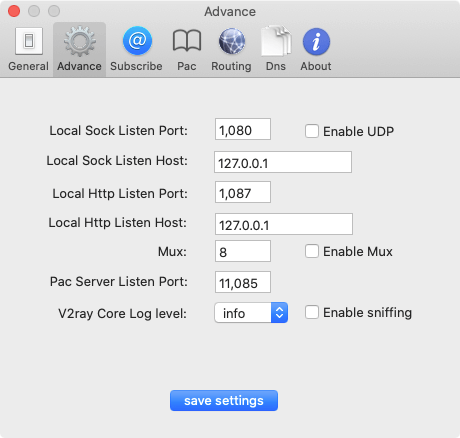 Advance
General Advance Subscribe Pac Routing Dns About
Local Sock Listen Port: 1,080 Enable UDP
Local Sock Listen Host: 127.0.0.1
Local Http Listen Port: 1,087
Local Http Listen Host: 127.0.0.1
Mux: 8 Enable Mux
Pac Server Listen Port: 11,085
V2ray Core Log level: info Enable sniffing
save settings